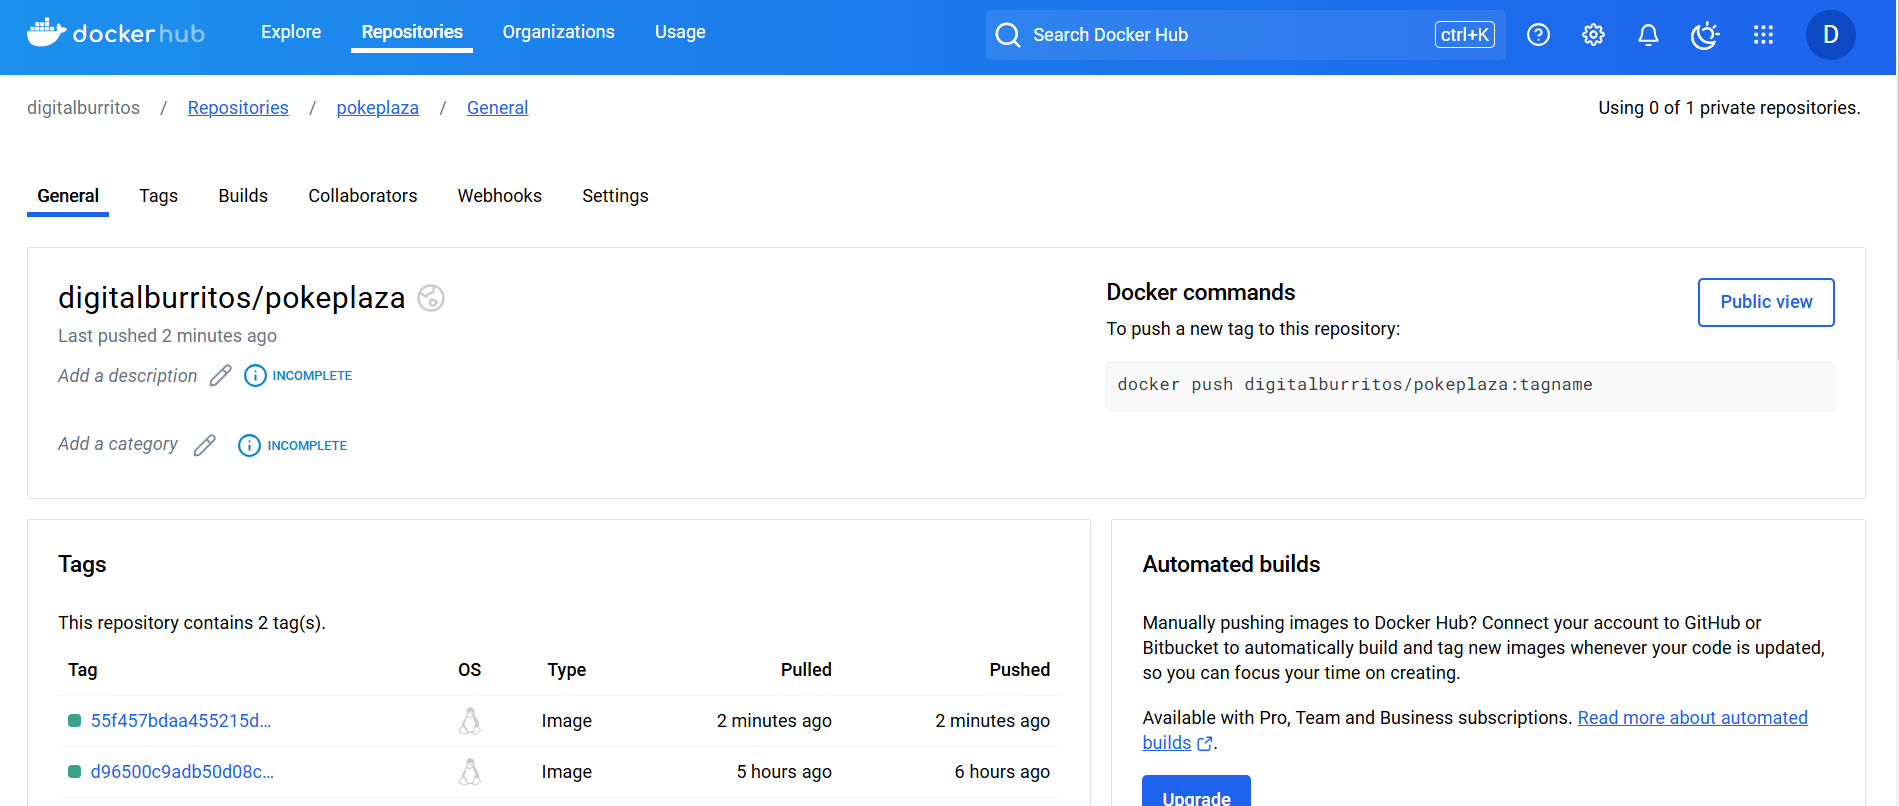 docker hub
Explore
Repositories
Organizations
Usage
Search Docker Hub
ctrl+K
D
digitalburritos / Repositories / pokeplaza / General
Using 0 of 1 private repositories.
General
Tags
Builds
Collaborators
Webhooks
Settings
digitalburritos/pokeplaza
Last pushed 2 minutes ago
Add a description
INCOMPLETE
Add a category
INCOMPLETE
Docker commands
Public view
To push a new tag to this repository:
docker push digitalburritos/pokeplaza:tagname
Tags
This repository contains 2 tag(s).
Tag OS Type Pulled Pushed
55f457bdaa455215d... Image 2 minutes ago 2 minutes ago
d96500c9adb50d08c... Image 5 hours ago 6 hours ago
Automated builds
Manually pushing images to Docker Hub? Connect your account to GitHub or
Bitbucket to automatically build and tag new images whenever your code is updated,
so you can focus your time on creating.
Available with Pro, Team and Business subscriptions. Read more about automated
builds.
Upgrade